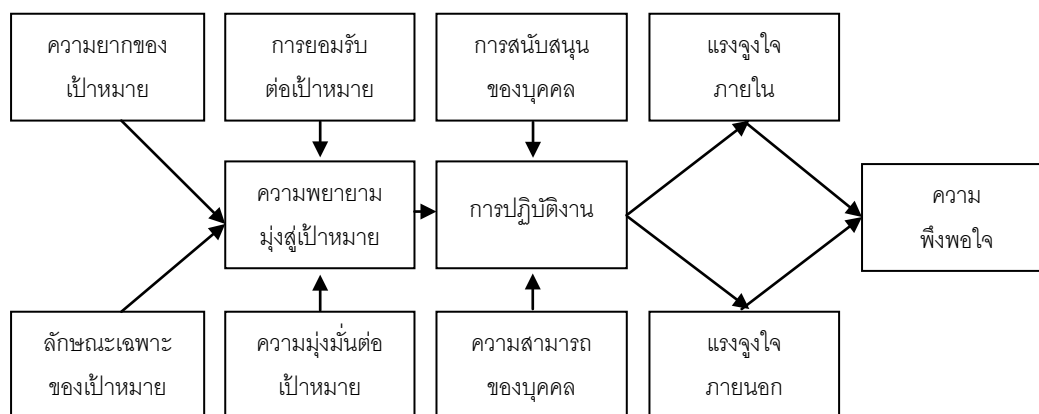 ความยากของ
เป้าหมาย
การยอมรับ
ต่อเป้าหมาย
การสนับสนุน
ของบุคคล
แรงจูงใจ
ภายใน
ความพยายาม
มุ่งสู่เป้าหมาย
การปฏิบัติงาน
ความ
พึงพอใจ
ลักษณะเฉพาะ
ของเป้าหมาย
ความมุ่งมั่นต่อ
เป้าหมาย
ความสามารถ
ของบุคคล
แรงจูงใจ
ภายนอก